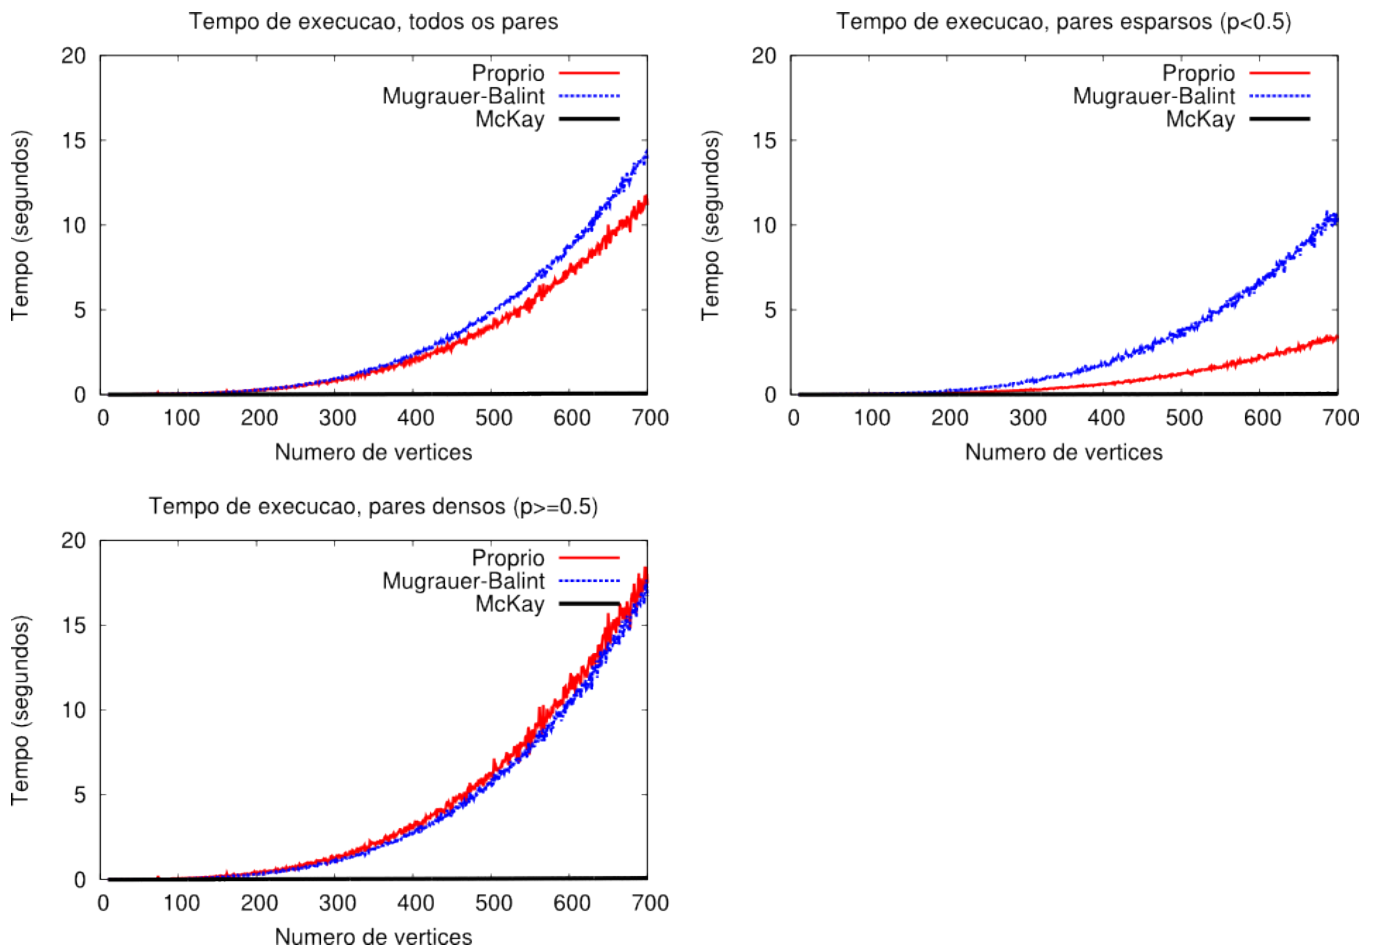 Tempo de execucao, todos os pares
20
15
10
5
0
Tempo (segundos)
Proprio
Mugrauer-Balint
McKay
0 100 200 300 400 500 600 700
Numero de vertices
Tempo de execucao, pares esparsos (p<0.5)
20
15
10
5
0
Tempo (segundos)
Proprio
Mugrauer-Balint
McKay
0 100 200 300 400 500 600 700
Numero de vertices
Tempo de execucao, pares densos (p>=0.5)
20
15
10
5
0
Tempo (segundos)
Proprio
Mugrauer-Balint
McKay
0 100 200 300 400 500 600 700
Numero de vertices